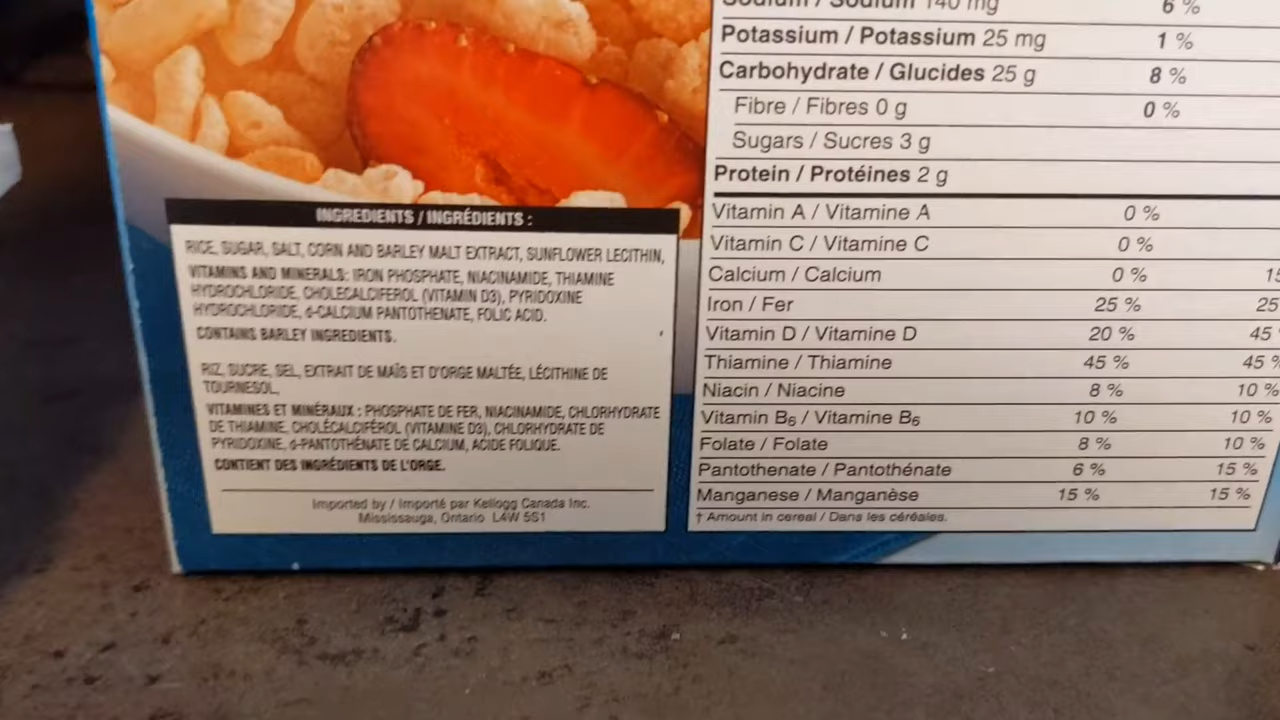 INGREDIENTS / INGRÉDIENTS :
RICE, SUGAR, SALT, CORN AND BARLEY MALT EXTRACT, SUNFLOWER LECITHIN,
VITAMINS AND MINERALS: IRON PHOSPHATE, NIACINAMIDE, THIAMINE
HYDROCHLORIDE, CHOLECALCIFEROL (VITAMIN D3), PYRIDOXINE
HYDROCHLORIDE, d-CALCIUM PANTOTHENATE, FOLIC ACID.
CONTAINS BARLEY INGREDIENTS.
RIZ, SUCRE, SEL, EXTRAIT DE MAÏS ET D'ORGE MALTÉE, LÉCITHINE DE
TOURNESOL,
VITAMINES ET MINÉRAUX : PHOSPHATE DE FER, NIACINAMIDE, CHLORHYDRATE
DE THIAMINE, CHOLÉCALCIFÉROL (VITAMINE D3), CHLORHYDRATE DE
PYRIDOXINE, d-PANTOTHÉNATE DE CALCIUM, ACIDE FOLIQUE.
CONTIENT DES INGRÉDIENTS DE L'ORGE.
Imported by / Importé par Kellogg Canada Inc.
Mississauga, Ontario L4W 5S1
Sodium / Sodium 140 mg 6 %
Potassium / Potassium 25 mg 1 %
Carbohydrate / Glucides 25 g 8 %
Fibre / Fibres 0 g 0 %
Sugars / Sucres 3 g
Protein / Protéines 2 g
Vitamin A / Vitamine A 0 %
Vitamin C / Vitamine C 0 %
Calcium / Calcium 0 % 15
Iron / Fer 25 % 25
Vitamin D / Vitamine D 20 % 45
Thiamine / Thiamine 45 % 45 %
Niacin / Niacine 8 % 10 %
Vitamin B6 / Vitamine B6 10 % 10 %
Folate / Folate 8 % 10 %
Pantothenate / Pantothénate 6 % 15 %
Manganese / Manganèse 15 % 15 %
† Amount in cereal / Dans les céréales.